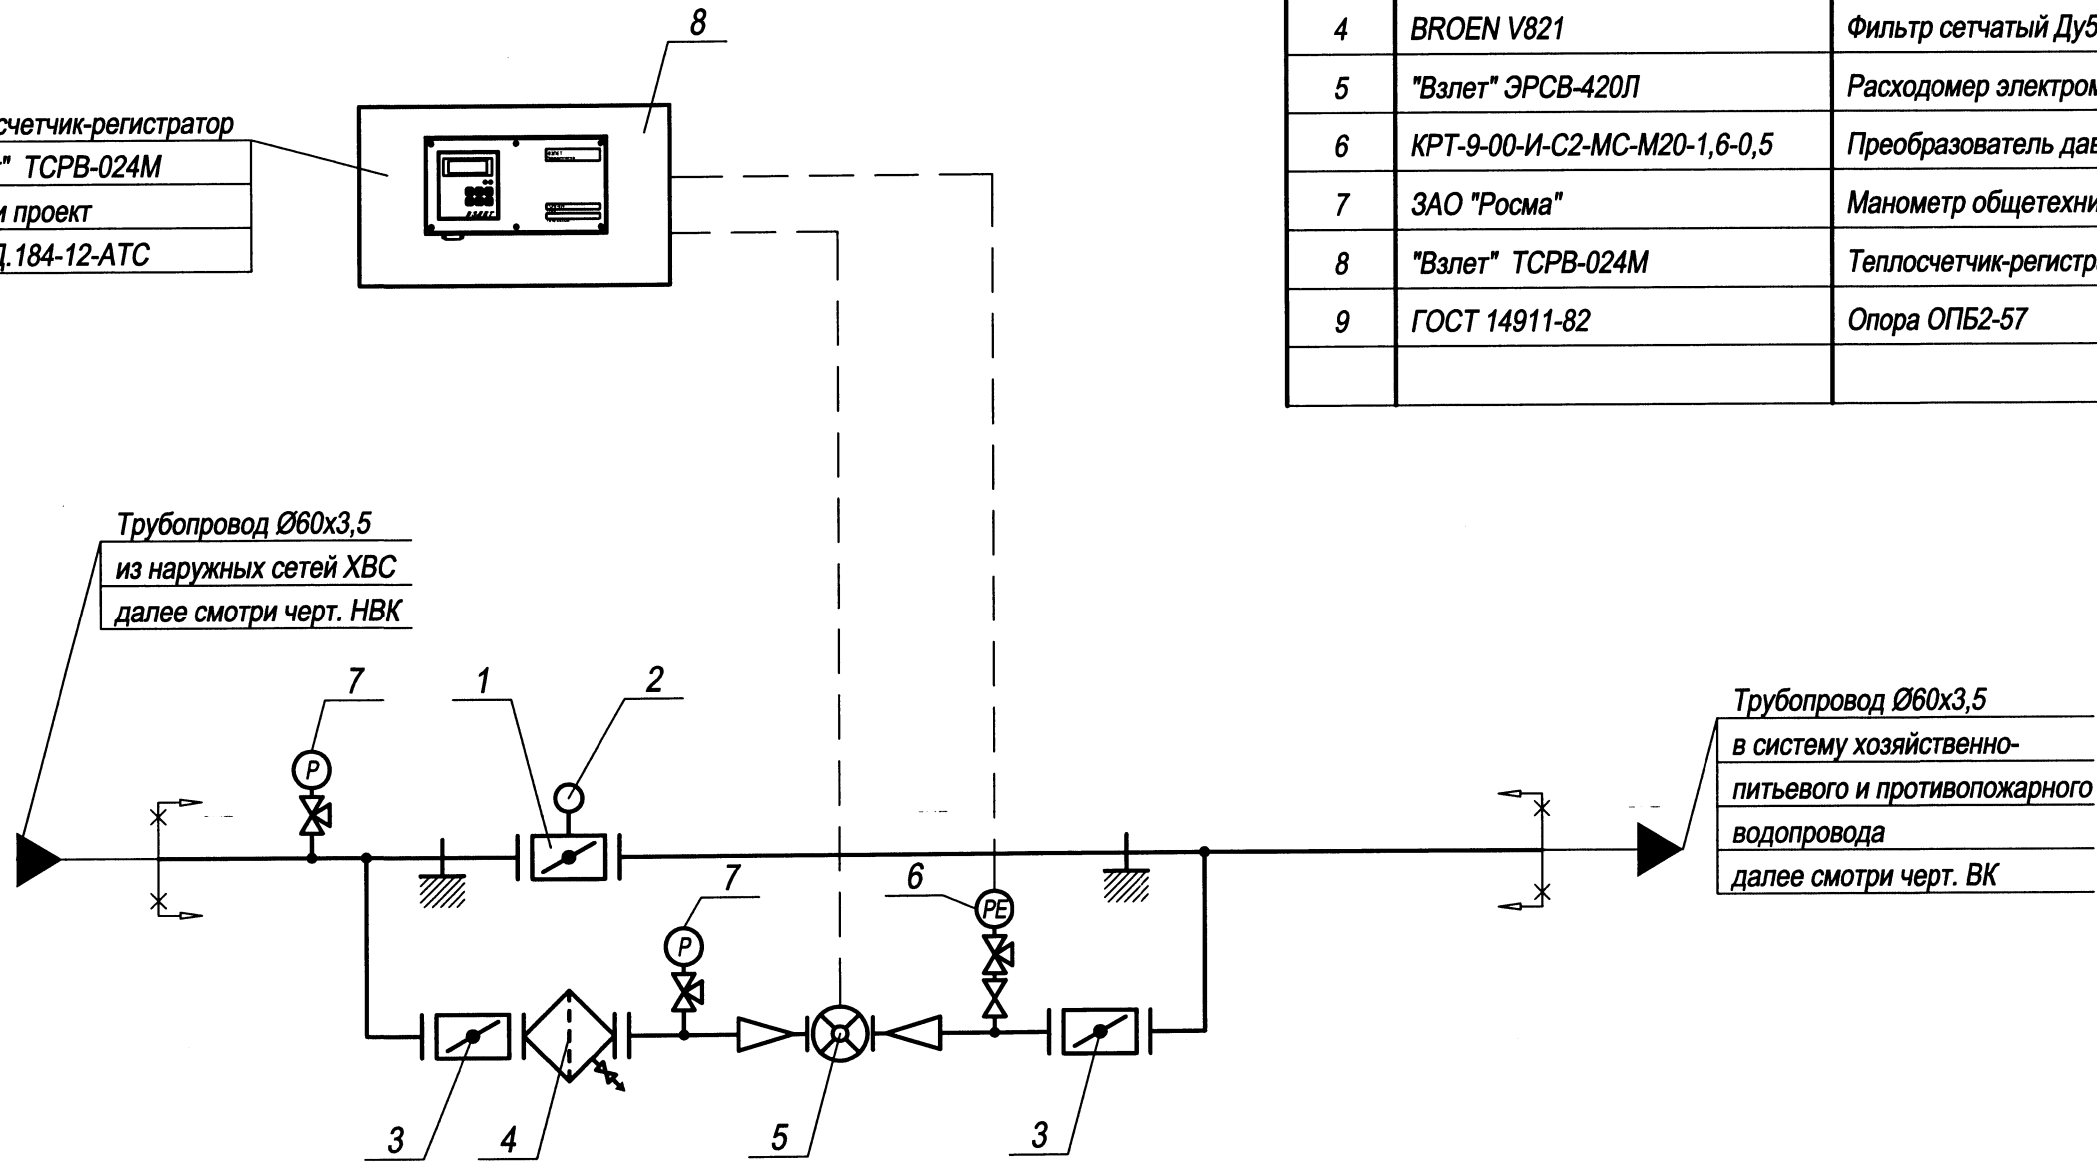 8
4 BROEN V821 Фильтр сетчатый Ду5
5 "Взлет" ЭРСВ-420Л Расходомер электром
6 КРТ-9-00-И-С2-МС-М20-1,6-0,5 Преобразователь дав
7 ЗАО "Росма" Манометр общетехни
8 "Взлет" ТСРВ-024М Теплосчетчик-регистр
9 ГОСТ 14911-82 Опора ОПБ2-57
счетчик-регистратор
" ТСРВ-024М
и проект
Д.184-12-АТС
ВЗЛЕТ
Трубопровод Ø60х3,5
из наружных сетей ХВС
далее смотри черт. НВК
7
1
2
P
Трубопровод Ø60х3,5
в систему хозяйственно-
питьевого и противопожарного
водопровода
далее смотри черт. ВК
7
6
P
PE
3
4
5
3